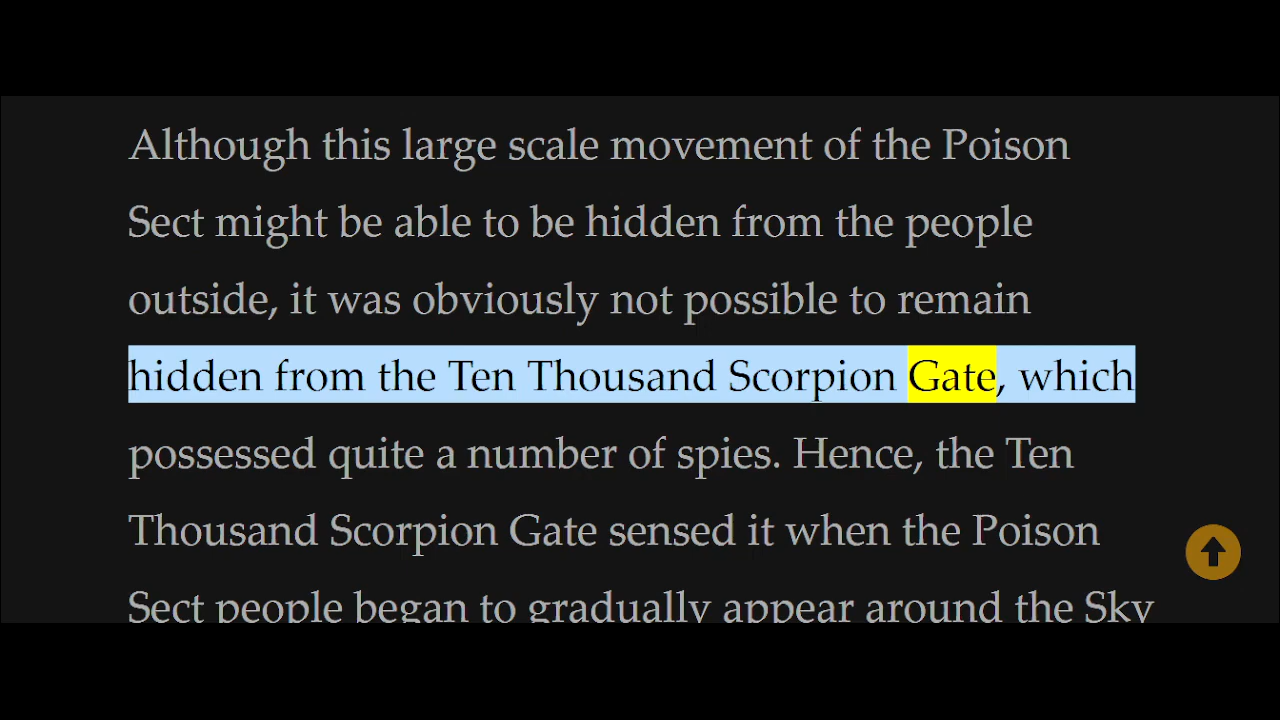 Although this large scale movement of the Poison
Sect might be able to be hidden from the people
outside, it was obviously not possible to remain
hidden from the Ten Thousand Scorpion Gate, which
possessed quite a number of spies. Hence, the Ten
Thousand Scorpion Gate sensed it when the Poison
Sect people began to gradually appear around the Sky